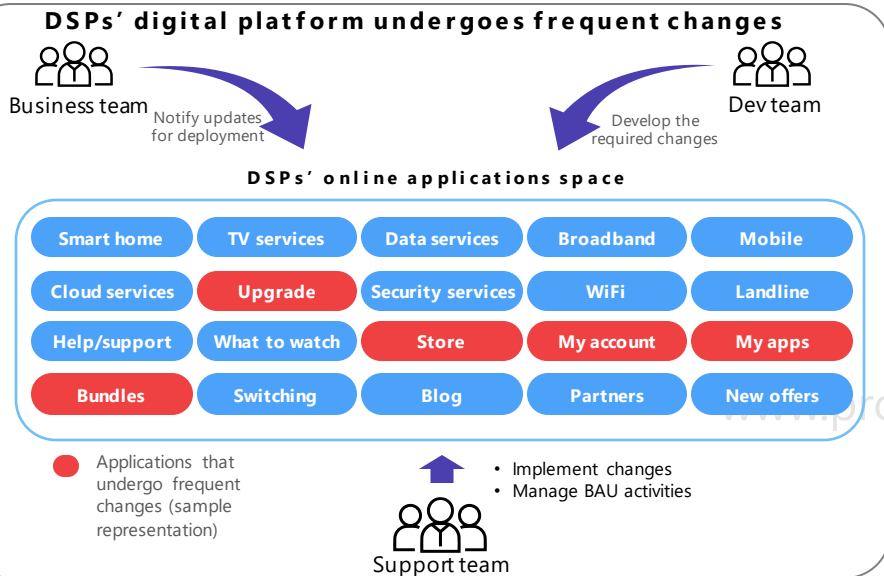 DSPs’ digital platform undergoes frequent changes
Business team
Dev team
Notify updates
for deployment
Develop the
required changes
DSPs’ online applications space
Smart home
TV services
Data services
Broadband
Mobile
Cloud services
Upgrade
Security services
WiFi
Landline
Help/support
What to watch
Store
My account
My apps
Bundles
Switching
Blog
Partners
New offers
Applications that
undergo frequent
changes (sample
representation)
• Implement changes
• Manage BAU activities
Support team